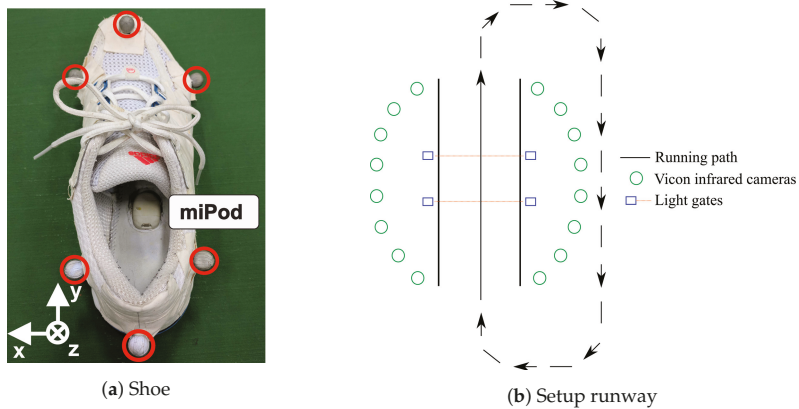 miPod
y
x
z
(a) Shoe
Running path
Vicon infrared cameras
Light gates
(b) Setup runway